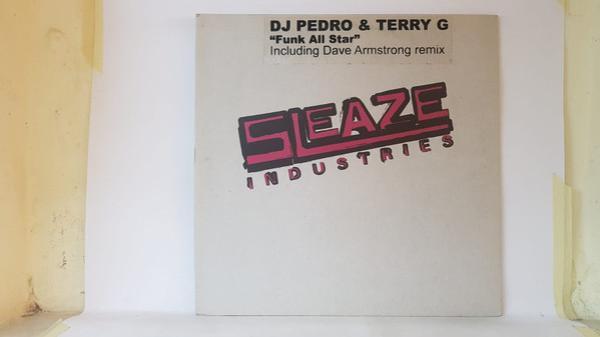 DJ PEDRO & TERRY G
"Funk All Star"
Including Dave Armstrong remix
SLEAZE
INDUSTRIES